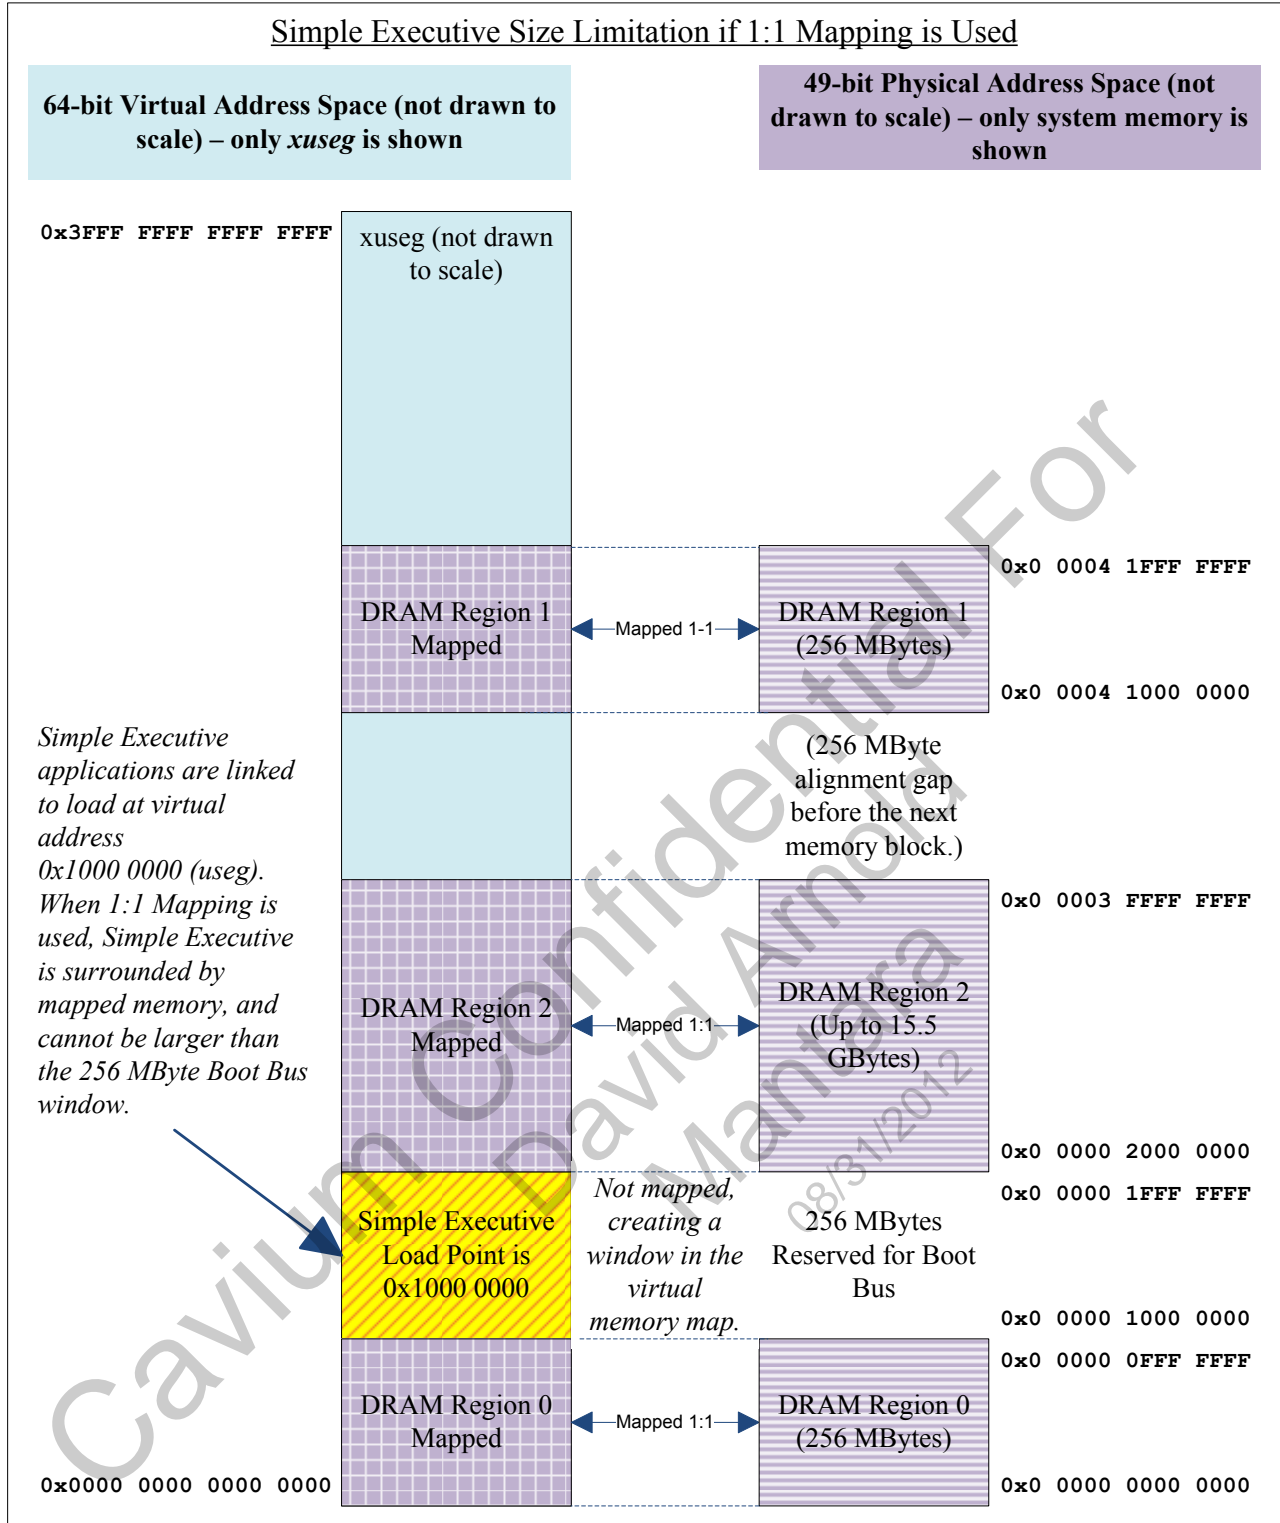 Simple Executive Size Limitation if 1:1 Mapping is Used
64-bit Virtual Address Space (not drawn to
scale) – only xuseg is shown
49-bit Physical Address Space (not
drawn to scale) – only system memory is
shown
0x3FFF FFFF FFFF FFFF
xuseg (not drawn
to scale)
DRAM Region 1
Mapped
Mapped 1-1
DRAM Region 1
(256 MBytes)
0x0 0004 1FFF FFFF
0x0 0004 1000 0000
Simple Executive
applications are linked
to load at virtual
address
0x1000 0000 (useg).
When 1:1 Mapping is
used, Simple Executive
is surrounded by
mapped memory, and
cannot be larger than
the 256 MByte Boot Bus
window.
(256 MByte
alignment gap
before the next
memory block.)
DRAM Region 2
Mapped
Mapped 1:1
DRAM Region 2
(Up to 15.5
GBytes)
0x0 0003 FFFF FFFF
0x0 0000 2000 0000
Simple Executive
Load Point is
0x1000 0000
Not mapped,
creating a
window in the
virtual
memory map.
256 MBytes
Reserved for Boot
Bus
0x0 0000 1FFF FFFF
0x0 0000 1000 0000
DRAM Region 0
Mapped
Mapped 1:1
DRAM Region 0
(256 MBytes)
0x0 0000 0FFF FFFF
0x0 0000 0000 0000
0x0000 0000 0000 0000
Cavium Confidential For
David Arnold
Mantara
08/31/2012